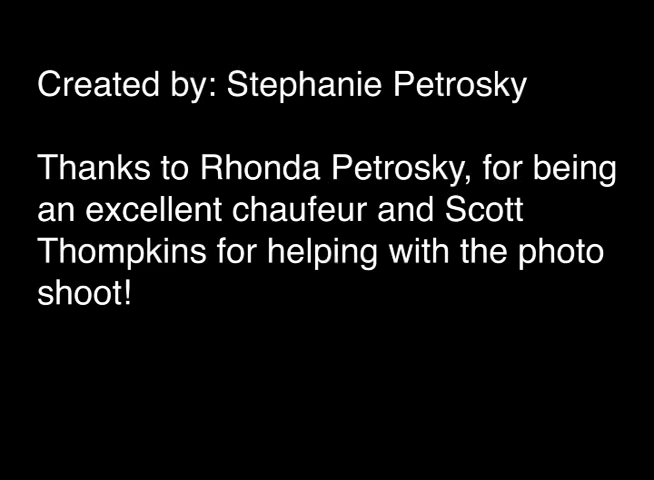 Created by: Stephanie Petrosky
Thanks to Rhonda Petrosky, for being
an excellent chaufeur and Scott
Thompkins for helping with the photo
shoot!